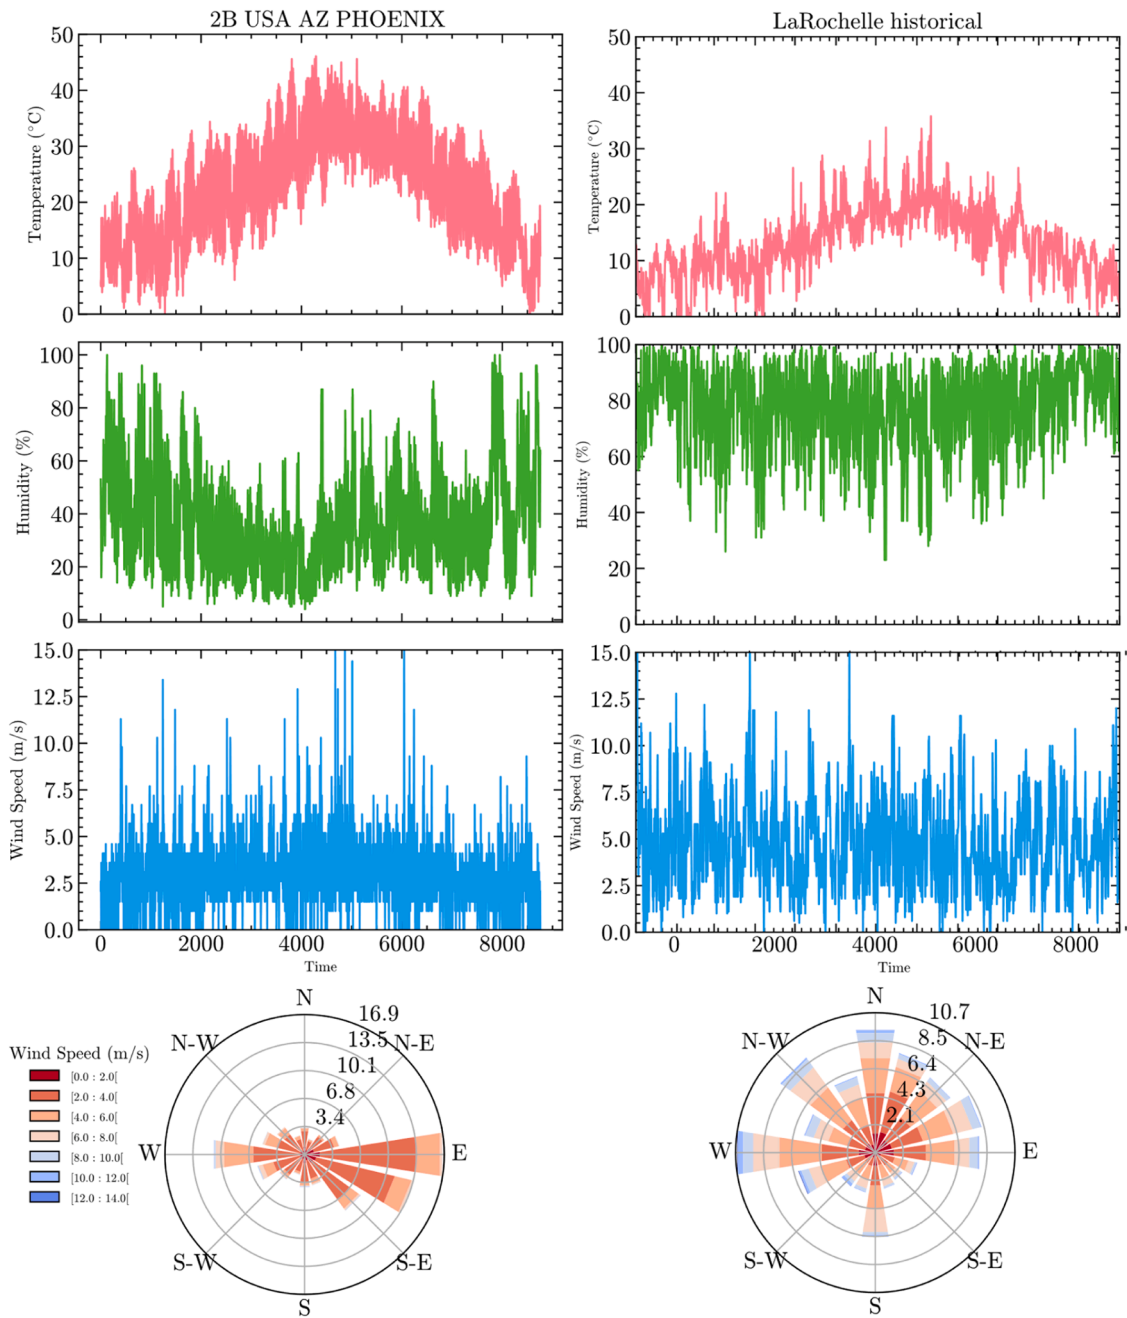 2B USA AZ PHOENIX
LaRochelle historical
50
40
30
20
10
0
Temperature (°C)
50
40
30
20
10
0
Temperature (°C)
100
80
60
40
20
0
Humidity (%)
100
80
60
40
20
0
Humidity (%)
15.0
12.5
10.0
7.5
5.0
2.5
0.0
Wind Speed (m/s)
0 2000 4000 6000 8000
Time
15.0
12.5
10.0
7.5
5.0
2.5
0.0
Wind Speed (m/s)
0 2000 4000 6000 8000
Time
Wind Speed (m/s)
[0.0 : 2.0[
[2.0 : 4.0[
[4.0 : 6.0[
[6.0 : 8.0[
[8.0 : 10.0[
[10.0 : 12.0[
[12.0 : 14.0[
N
N-E
E
S-E
S
S-W
W
N-W
16.9
13.5
10.1
6.8
3.4
N
N-E
E
S-E
S
S-W
W
N-W
10.7
8.5
6.4
4.3
2.1